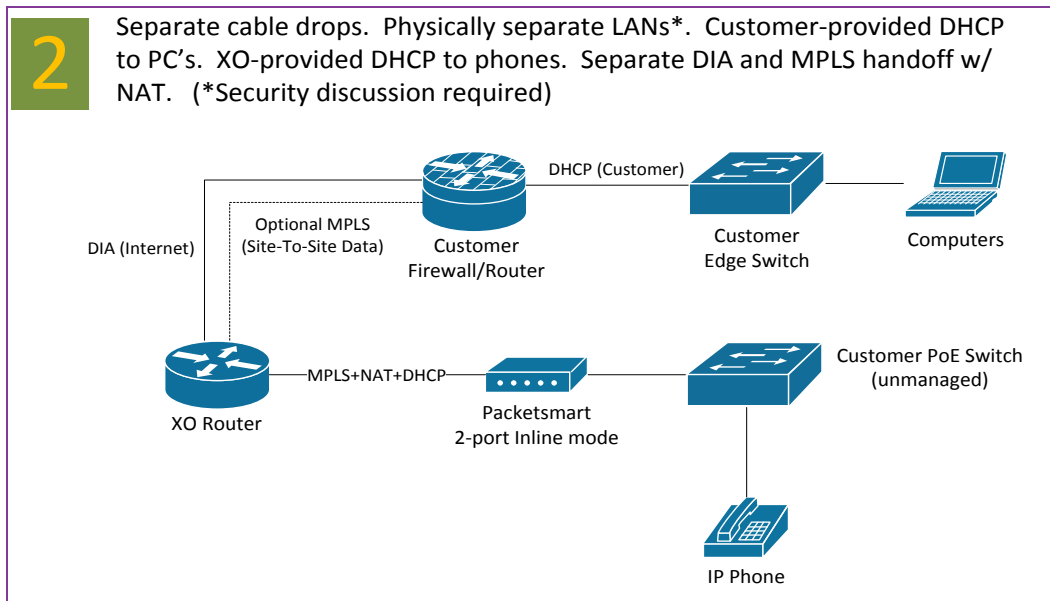 2
Separate cable drops.  Physically separate LANs*.  Customer-provided DHCP
to PC’s.  XO-provided DHCP to phones.  Separate DIA and MPLS handoff w/
NAT.   (*Security discussion required)
DHCP (Customer)
Optional MPLS
(Site-To-Site Data)
DIA (Internet)
Customer
Firewall/Router
Customer
Edge Switch
Computers
MPLS+NAT+DHCP
XO Router
Packetsmart
2-port Inline mode
Customer PoE Switch
(unmanaged)
IP Phone